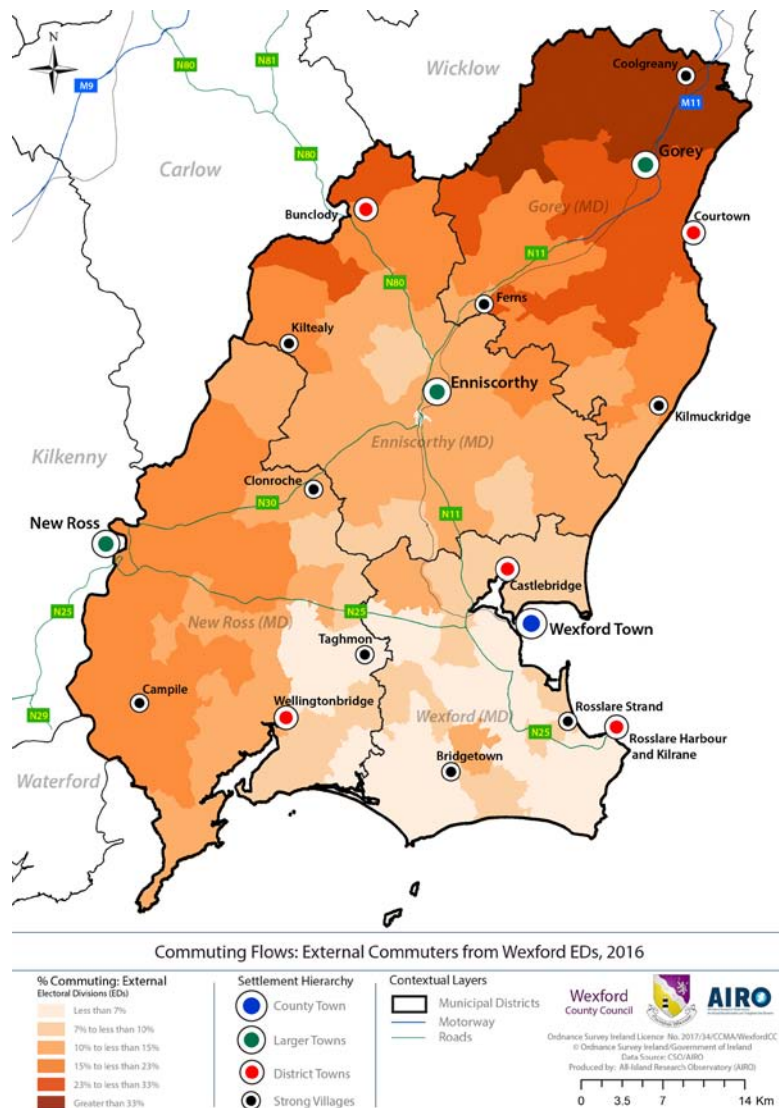 N
N80
N81
M9
Wicklow
Coolgreany
M11
N80
Carlow
Gorey
Bunclody
Gorey (MD)
Courtown
N11
N80
Ferns
Kiltealy
Enniscorthy
Kilmuckridge
Enniscorthy (MD)
Kilkenny
Clonroche
N30
N11
New Ross
Castlebridge
N25
New Ross (MD)
N25
Wexford Town
Taghmon
Campile
Wellingtonbridge
Wexford (MD)
Rosslare Strand
N29
N25
Rosslare Harbour
and Kilrane
Bridgetown
Waterford
Commuting Flows: External Commuters from Wexford EDs, 2016
% Commuting: External
Electoral Divisions (EDs)
Less than 7%
7% to less than 10%
10% to less than 15%
15% to less than 23%
23% to less than 33%
Greater than 33%
Settlement Hierarchy
County Town
Larger Towns
District Towns
Strong Villages
Contextual Layers
Municipal Districts
Motorway
Roads
Wexford
County Council
AIRO
Ordnance Survey Ireland Licence No. 2017/34/CCMA/WexfordCC
© Ordnance Survey Ireland/Government of Ireland
Data Source: CSO/AIRO
Produced by: All-Island Research Observatory (AIRO)
0 3.5 7 14 Km